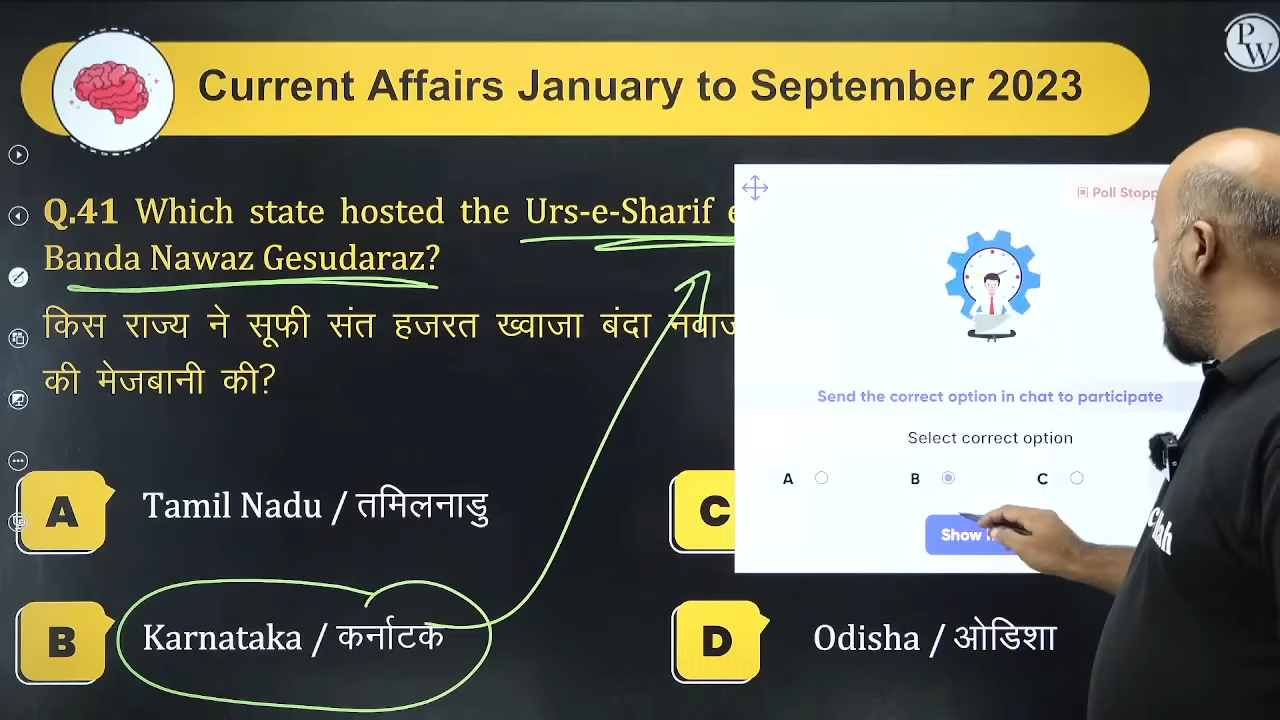 Current Affairs January to September 2023
PW
Q.41 Which state hosted the Urs-e-Sharif
Banda Nawaz Gesudaraz?
किस राज्य ने सूफी संत हजरत ख्वाजा बंदा नवाज
की मेजबानी की?
Poll Stopp
Send the correct option in chat to participate
Select correct option
A
B
C
Show
A Tamil Nadu / तमिलनाडु
C
B Karnataka / कर्नाटक
D Odisha / ओडिशा